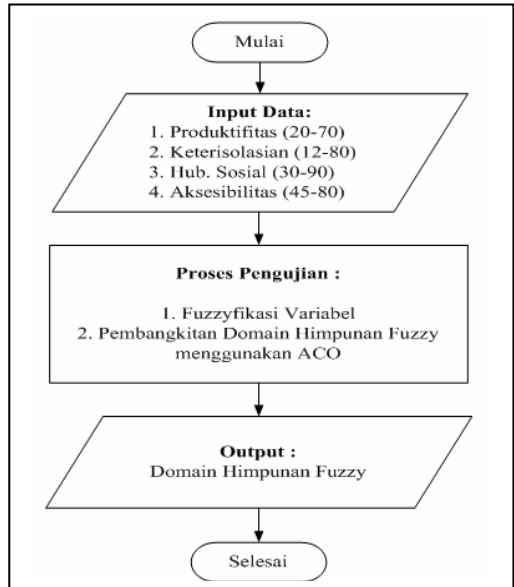 Mulai
Input Data:
1. Produktifitas (20-70)
2. Keterisolasian (12-80)
3. Hub. Sosial (30-90)
4. Aksesibilitas (45-80)
Proses Pengujian :
1. Fuzzyfikasi Variabel
2. Pembangkitan Domain Himpunan Fuzzy
menggunakan ACO
Output :
Domain Himpunan Fuzzy
Selesai